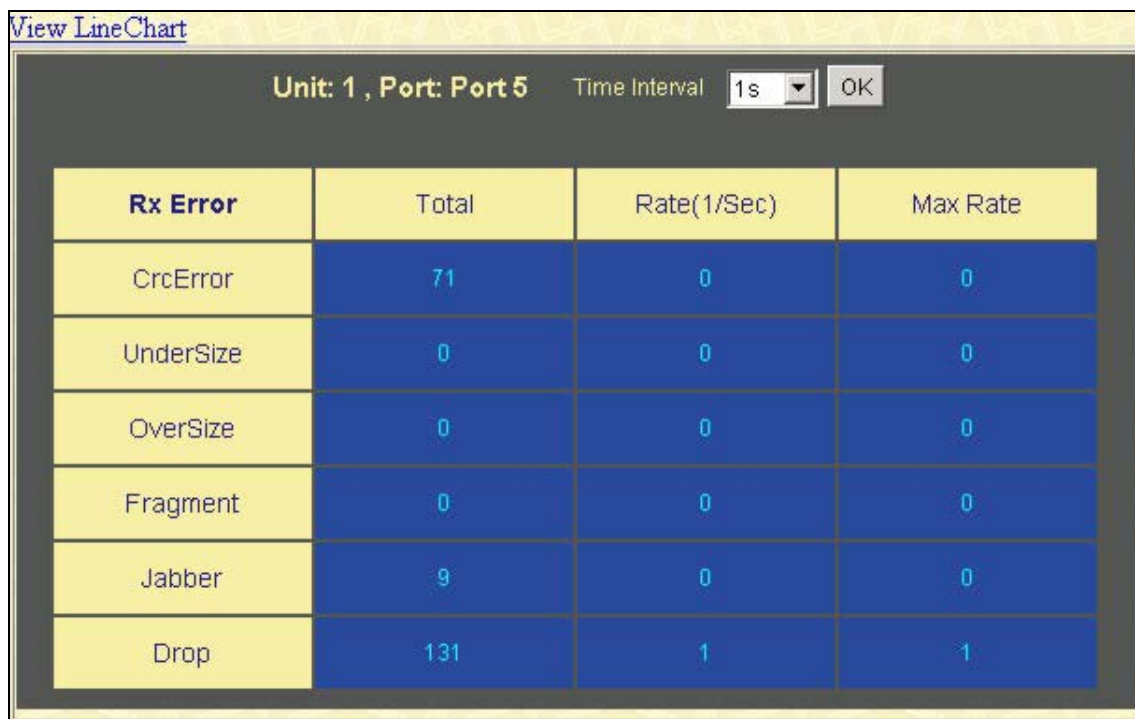 View LineChart
Unit: 1 , Port: Port 5 Time Interval 1s OK
Rx Error Total Rate(1/Sec) Max Rate
CrcError 71 0 0
UnderSize 0 0 0
OverSize 0 0 0
Fragment 0 0 0
Jabber 9 0 0
Drop 131 1 1